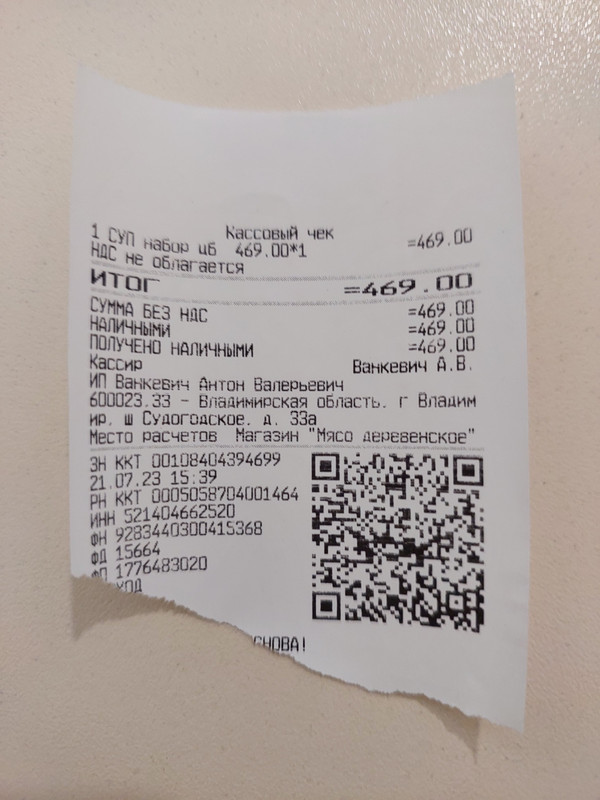 Кассовый чек
1 СУП набор цб 469.00*1 =469.00
НДС не облагается
ИТОГ =469.00
СУММА БЕЗ НДС =469.00
НАЛИЧНЫМИ =469.00
ПОЛУЧЕНО НАЛИЧНЫМИ =469.00
Кассир Ванкевич А.В.
ИП Ванкевич Антон Валерьевич
600023.33 - Владимирская область. г Владим
ир. ш Судогодское. д. 33а
Место расчетов Магазин "Мясо деревенское"
ЗН ККТ 00108404394699
21.07.23 15:39
РН ККТ 0005058704001464
ИНН 521404662520
ФН 9283440300415368
ФД 15664
ФП 1776483020